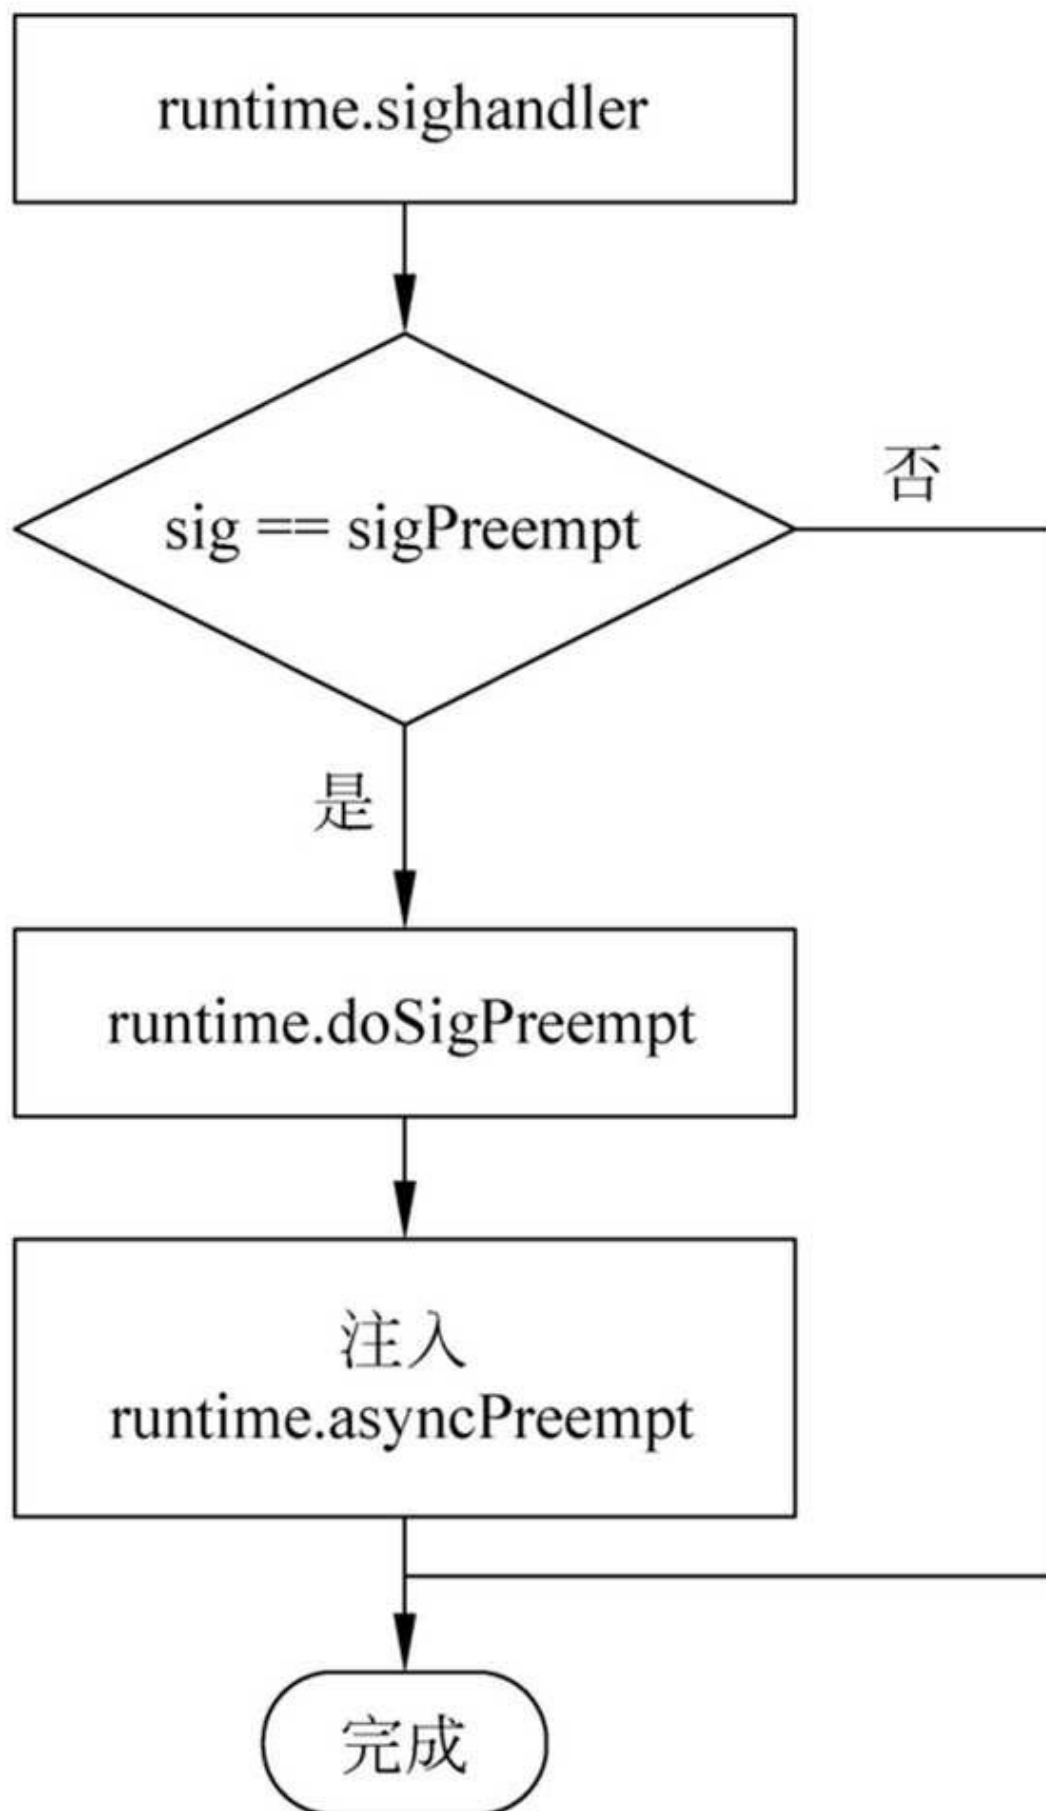 runtime.sighandler
sig == sigPreempt
否
是
runtime.doSigPreempt
注入
runtime.asyncPreempt
完成